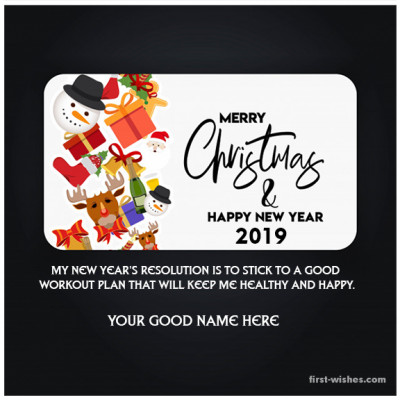 MERRY
Christmas
&
HAPPY NEW YEAR
2019
MY NEW YEAR'S RESOLUTION IS TO STICK TO A GOOD
WORKOUT PLAN THAT WILL KEEP ME HEALTHY AND HAPPY.
YOUR GOOD NAME HERE
first-wishes.com